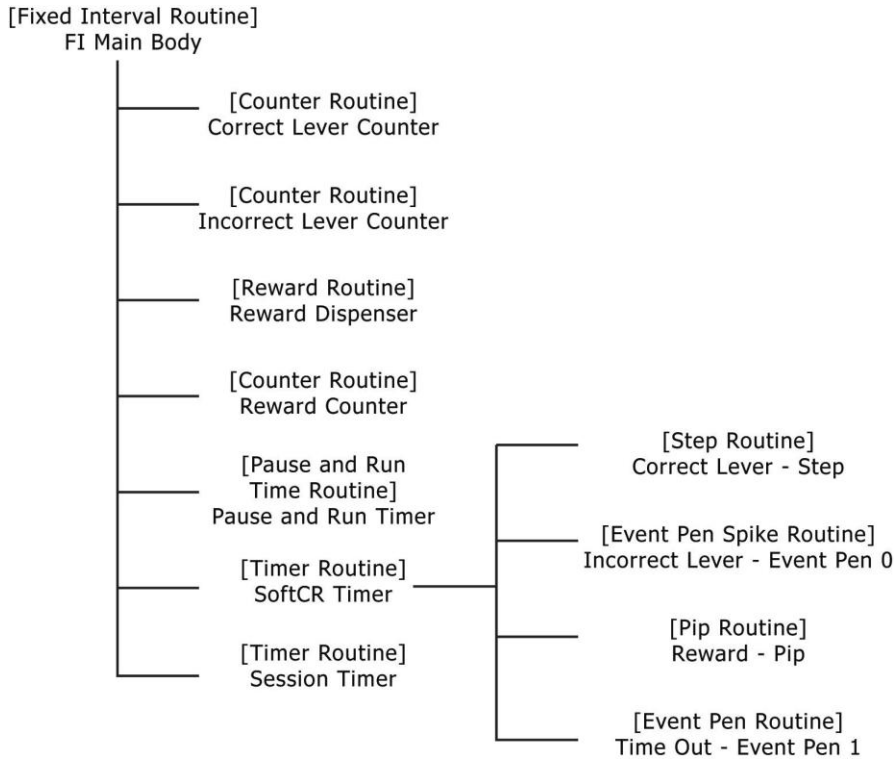 [Fixed Interval Routine]
FI Main Body
[Counter Routine]
Correct Lever Counter
[Counter Routine]
Incorrect Lever Counter
[Reward Routine]
Reward Dispenser
[Counter Routine]
Reward Counter
[Pause and Run
Time Routine]
Pause and Run Timer
[Timer Routine]
SoftCR Timer
[Timer Routine]
Session Timer
[Step Routine]
Correct Lever - Step
[Event Pen Spike Routine]
Incorrect Lever - Event Pen 0
[Pip Routine]
Reward - Pip
[Event Pen Routine]
Time Out - Event Pen 1